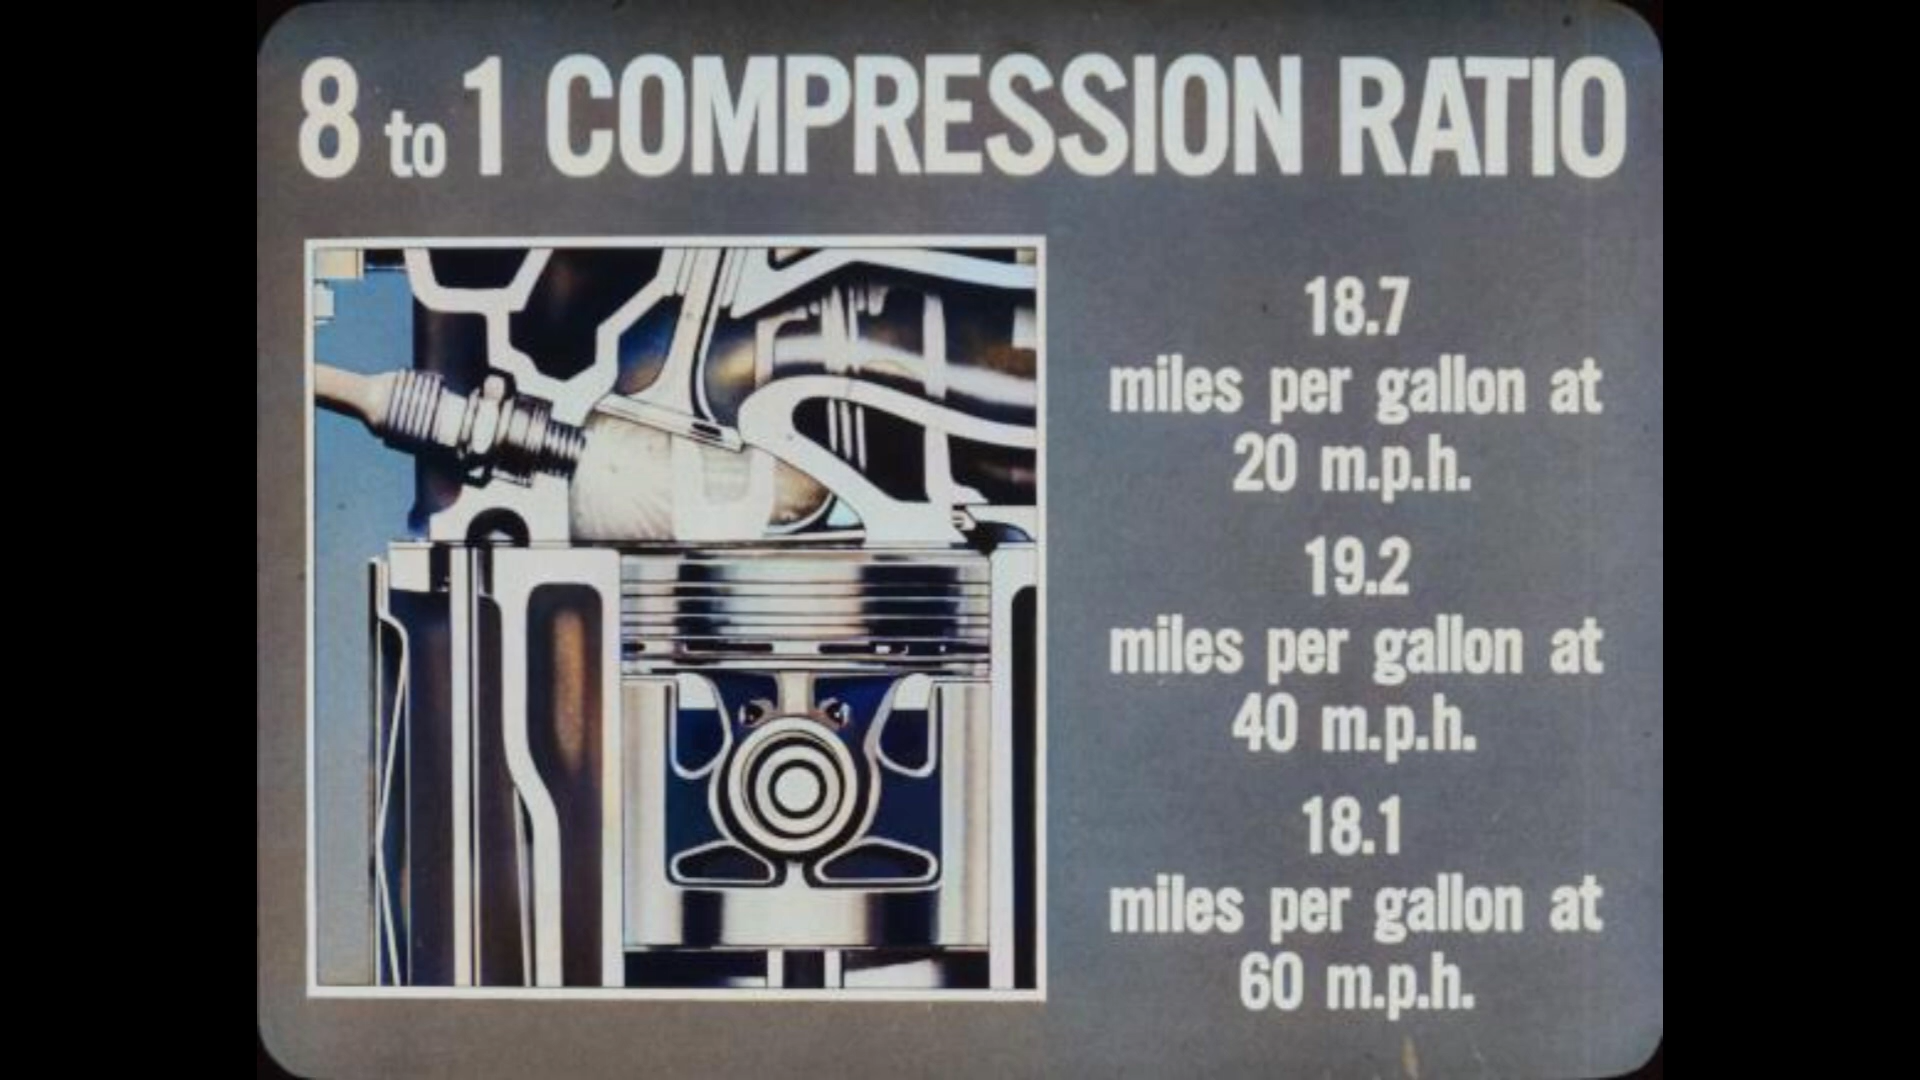 8 to 1 COMPRESSION RATIO
18.7
miles per gallon at
20 m.p.h.
19.2
miles per gallon at
40 m.p.h.
18.1
miles per gallon at
60 m.p.h.